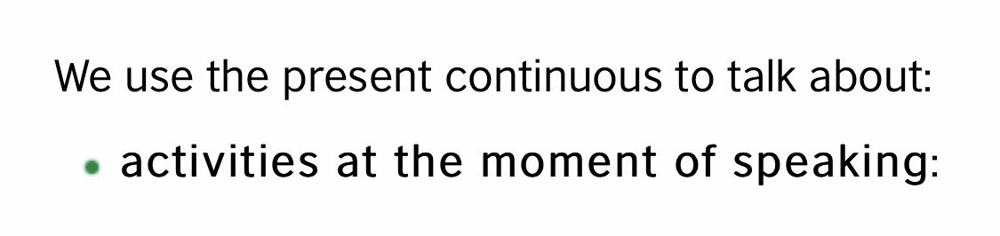 We use the present continuous to talk about:
• activities at the moment of speaking: